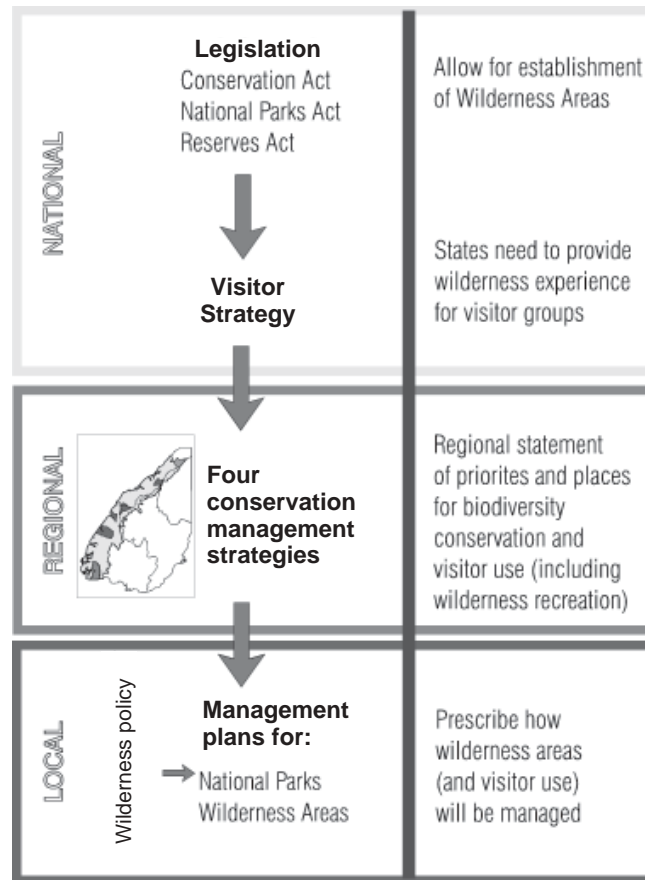 NATIONAL
Legislation
Conservation Act
National Parks Act
Reserves Act
Allow for establishment
of Wilderness Areas
Visitor
Strategy
States need to provide
wilderness experience
for visitor groups
REGIONAL
Four
conservation
management
strategies
Regional statement
of priorites and places
for biodiversity
conservation and
visitor use (including
wilderness recreation)
LOCAL
Wilderness policy
Management
plans for:
National Parks
Wilderness Areas
Prescribe how
wilderness areas
(and visitor use)
will be managed